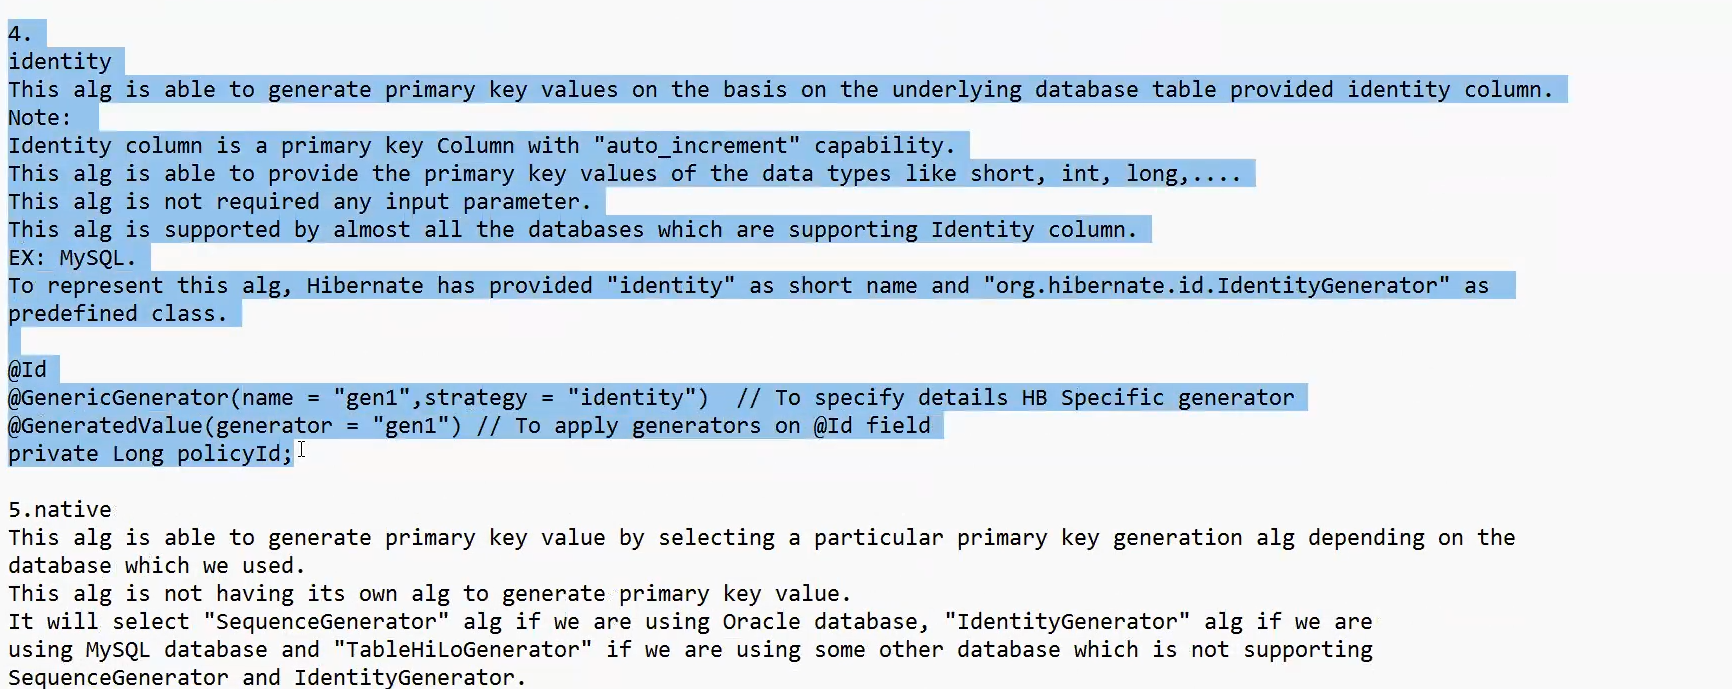 4.
identity
This alg is able to generate primary key values on the basis on the underlying database table provided identity column.
Note:
Identity column is a primary key Column with "auto_increment" capability.
This alg is able to provide the primary key values of the data types like short, int, long,....
This alg is not required any input parameter.
This alg is supported by almost all the databases which are supporting Identity column.
EX: MySQL.
To represent this alg, Hibernate has provided "identity" as short name and "org.hibernate.id.IdentityGenerator" as
predefined class.
@Id
@GenericGenerator(name = "gen1",strategy = "identity")  // To specify details HB Specific generator
@GeneratedValue(generator = "gen1") // To apply generators on @Id field
private Long policyId;
5.native
This alg is able to generate primary key value by selecting a particular primary key generation alg depending on the
database which we used.
This alg is not having its own alg to generate primary key value.
It will select "SequenceGenerator" alg if we are using Oracle database, "IdentityGenerator" alg if we are
using MySQL database and "TableHiLoGenerator" if we are using some other database which is not supporting
SequenceGenerator and IdentityGenerator.